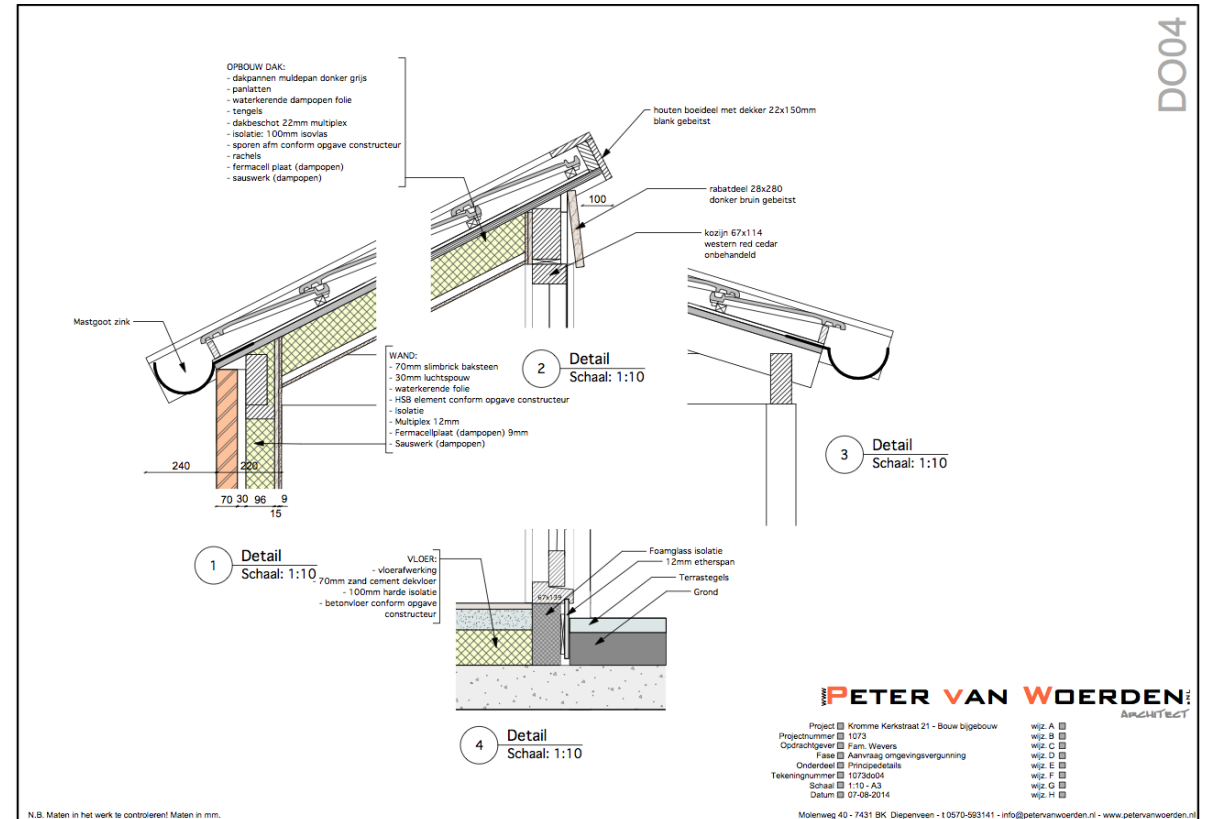 DO04
OPBOUW DAK:
- dakpannen muldepan donker grijs
- panlatten
- waterkerende dampopen folie
- tengels
- dakbeschot 22mm multiplex
- isolatie: 100mm isovlas
- sporen afm conform opgave constructeur
- rachels
- fermacell plaat (dampopen)
- sauswerk (dampopen)
houten boeideel met dekker 22x150mm
blank gebeitst
rabatdeel 28x280
donker bruin gebeitst
100
kozijn 67x114
western red cedar
onbehandeld
Mastgoot zink
2
Detail
Schaal: 1:10
WAND:
- 70mm slimbrick baksteen
- 30mm luchtspouw
- waterkerende folie
- HSB element conform opgave constructeur
- Isolatie
- Multiplex 12mm
- Fermacellplaat (dampopen) 9mm
- Sauswerk (dampopen)
3
Detail
Schaal: 1:10
240
220
70 30 96 9
15
1
Detail
Schaal: 1:10
VLOER:
- vloerafwerking
- 70mm zand cement dekvloer
- 100mm harde isolatie
- betonvloer conform opgave
constructeur
Foamglass isolatie
12mm etherspan
Terrastegels
Grond
67x139
4
Detail
Schaal: 1:10
WWW PETER VAN WOERDEN .NL
ARCHITECT
Project Kromme Kerkstraat 21 - Bouw bijgebouw
Projectnummer 1073
Opdrachtgever Fam. Wevers
Fase Aanvraag omgevingsvergunning
Onderdeel Principedetails
Tekeningnummer 1073do04
Schaal 1:10 - A3
Datum 07-08-2014
wijz. A
wijz. B
wijz. C
wijz. D
wijz. E
wijz. F
wijz. G
wijz. H
N.B. Maten in het werk te controleren! Maten in mm.
Molenweg 40 - 7431 BK Diepenveen - t 0570-593141 - info@petervanwoerden.nl - www.petervanwoerden.nl